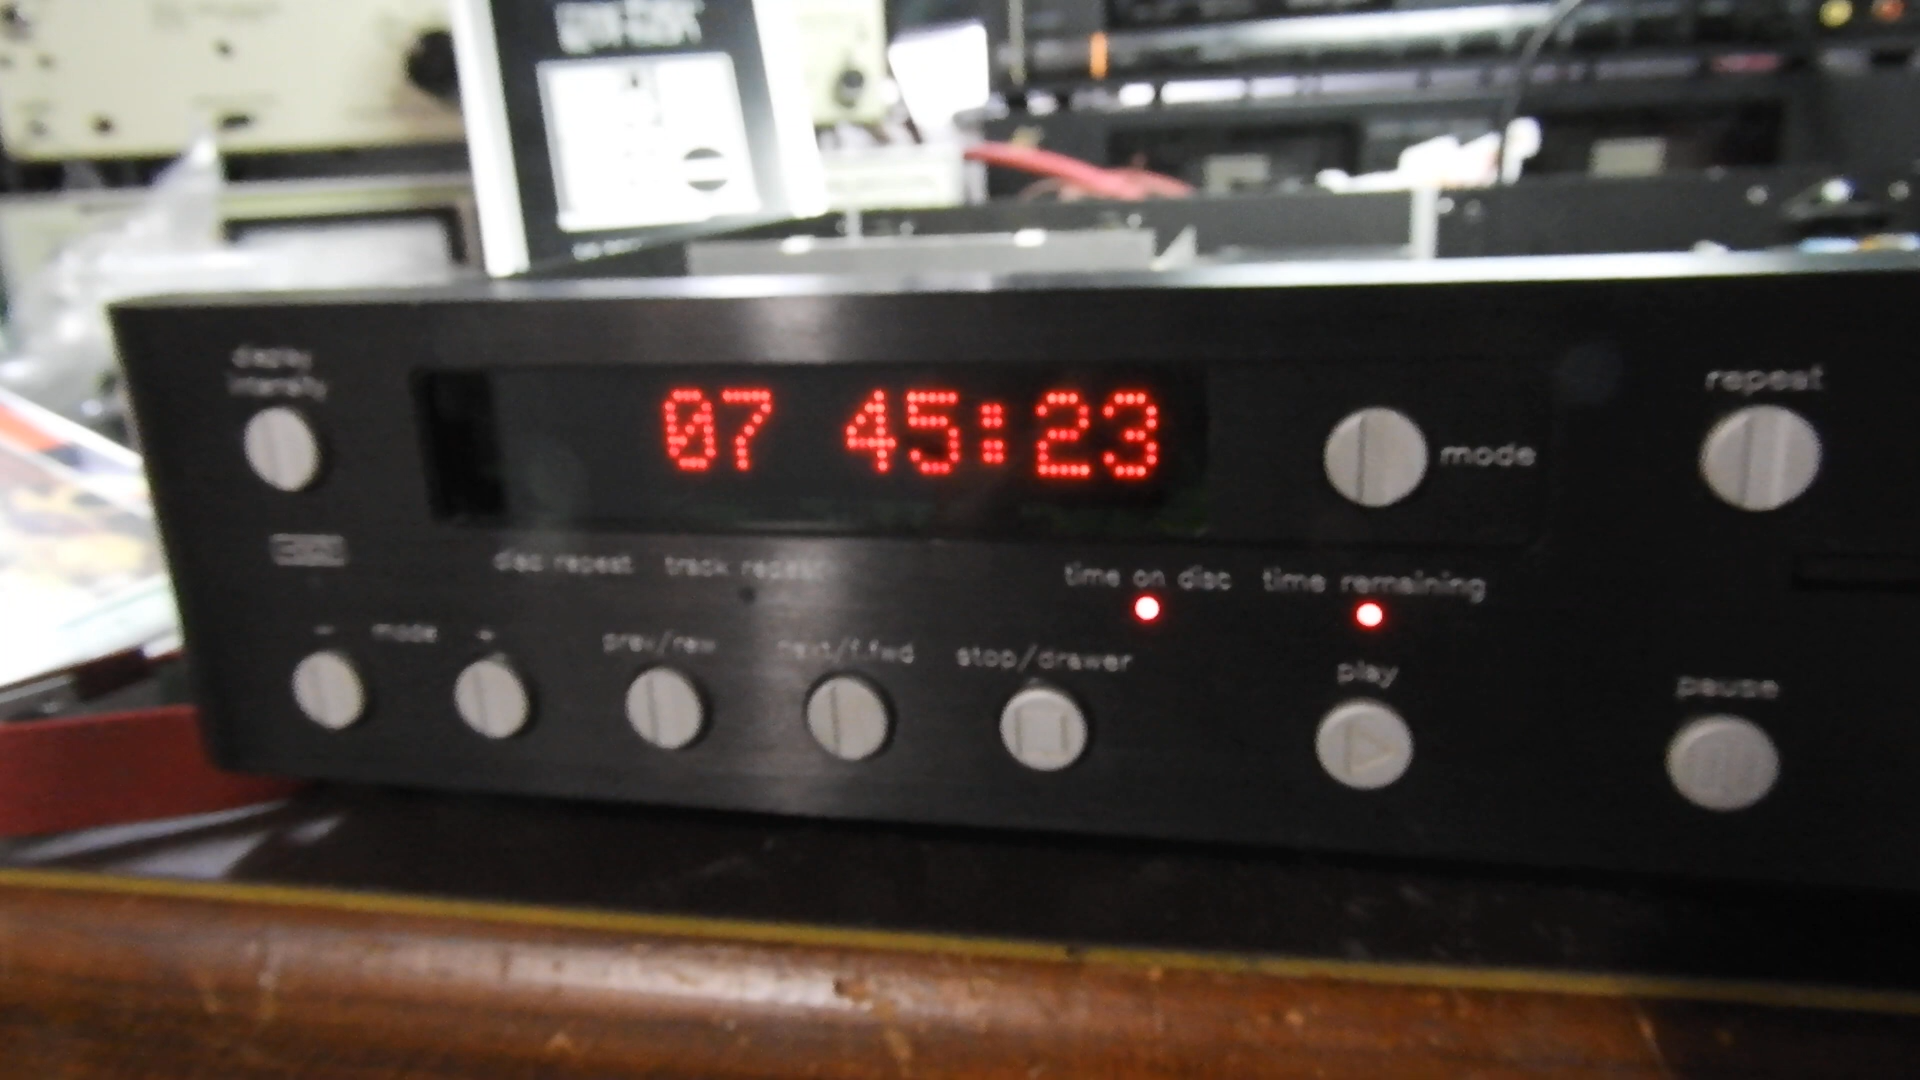 display
intensity
07 45:23
mode
repeat
disc repeat track repeat
time on disc time remaining
- mode +
prev/rew
next/f.fwd
stop/drawer
play
pause